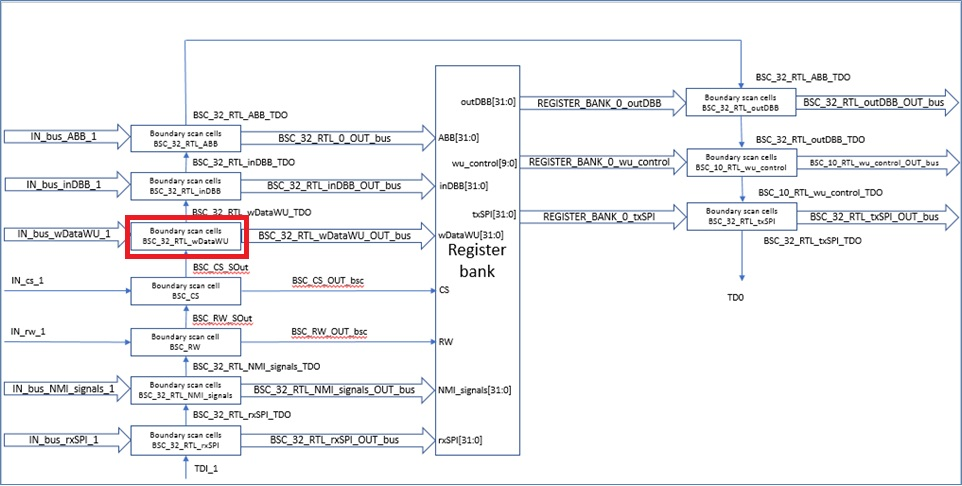 BSC_32_RTL_ABB_TDO
BSC_32_RTL_ABB_TDO
IN_bus_ABB_1
Boundary scan cells
BSC_32_RTL_ABB
BSC_32_RTL_0_OUT_bus
BSC_32_RTL_inDBB_TDO
IN_bus_inDBB_1
Boundary scan cells
BSC_32_RTL_inDBB
BSC_32_RTL_inDBB_OUT_bus
BSC_32_RTL_wDataWU_TDO
IN_bus_wDataWU_1
Boundary scan cells
BSC_32_RTL_wDataWU
BSC_32_RTL_wDataWU_OUT_bus
BSC_CS_SOut
IN_cs_1
Boundary scan cell
BSC_CS
BSC_CS_OUT_bsc
BSC_RW_SOut
IN_rw_1
Boundary scan cell
BSC_RW
BSC_RW_OUT_bsc
BSC_32_RTL_NMI_signals_TDO
IN_bus_NMI_signals_1
Boundary scan cells
BSC_32_RTL_NMI_signals
BSC_32_RTL_NMI_signals_OUT_bus
BSC_32_RTL_rxSPI_TDO
IN_bus_rxSPI_1
Boundary scan cells
BSC_32_RTL_rxSPI
BSC_32_RTL_rxSPI_OUT_bus
TDI_1
outDBB[31:0]
ABB[31:0]
wu_control[9:0]
inDBB[31:0]
txSPI[31:0]
wDataWU[31:0]
Register
bank
CS
RW
NMI_signals[31:0]
rxSPI[31:0]
REGISTER_BANK_0_outDBB
Boundary scan cells
BSC_32_RTL_outDBB
BSC_32_RTL_outDBB_OUT_bus
BSC_32_RTL_outDBB_TDO
REGISTER_BANK_0_wu_control
Boundary scan cells
BSC_10_RTL_wu_control
BSC_10_RTL_wu_control_OUT_bus
BSC_10_RTL_wu_control_TDO
REGISTER_BANK_0_txSPI
Boundary scan cells
BSC_32_RTL_txSPI
BSC_32_RTL_txSPI_OUT_bus
BSC_32_RTL_txSPI_TDO
TD0